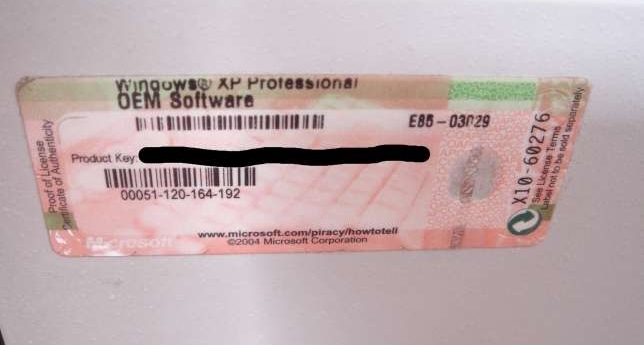 Windows® XP Professional
OEM Software
E85-03029
Product Key:
00051-120-164-192
www.microsoft.com/piracy/howtotell
©2004 Microsoft Corporation
Microsoft
Proof of License
Certificate of Authenticity
X10-60276
See License Terms
Label not to be sold separately